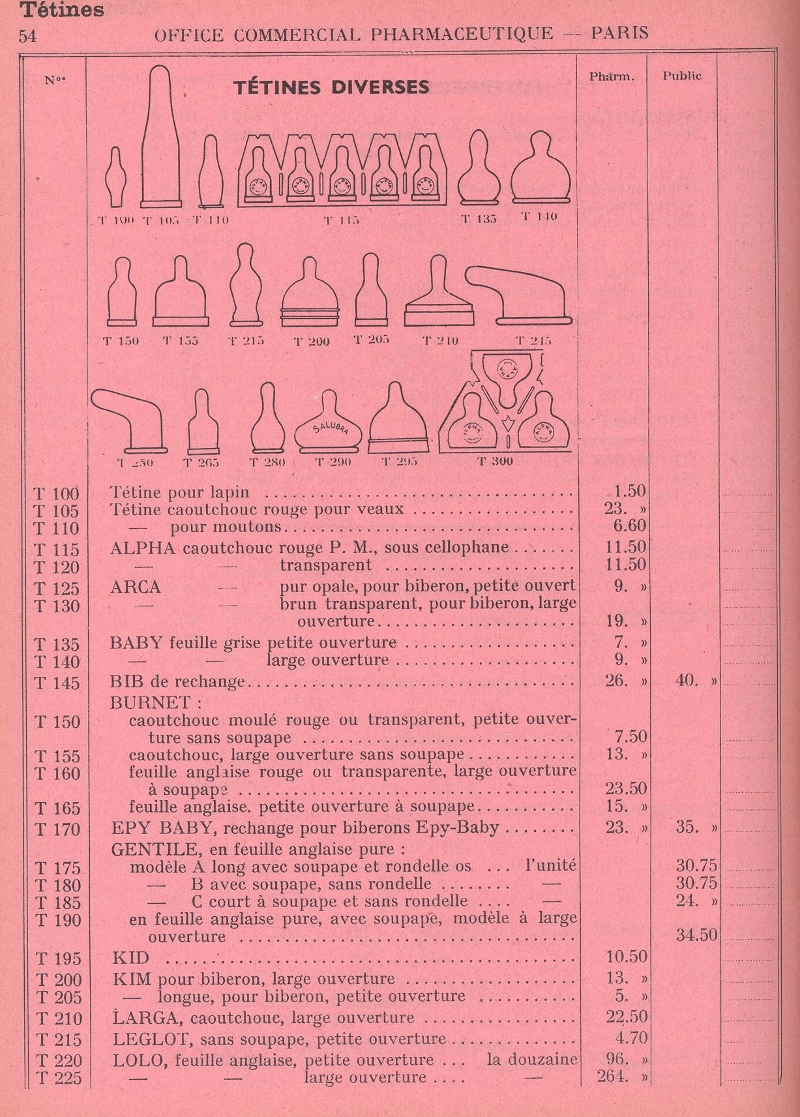 Tétines
54 OFFICE COMMERCIAL PHARMACEUTIQUE — PARIS
Nos TÉTINES DIVERSES Pharm. Public
T 100 T 105 T 110 T 115 T 135 T 140
T 150 T 155 T 215 T 200 T 205 T 210 T 245
SALUBRA
ALPHA ALPHA
T 250 T 265 T 280 T 290 T 295 T 300
T 100 Tétine pour lapin ................................ 1.50
T 105 Tétine caoutchouc rouge pour veaux ................. 23. »
T 110 — pour moutons.............................. 6.60
T 115 ALPHA caoutchouc rouge P. M., sous cellophane ....... 11.50
T 120 — — transparent .................... 11.50
T 125 ARCA — pur opale, pour biberon, petite ouvert 9. »
T 130 — — brun transparent, pour biberon, large
ouverture..................... 19. »
T 135 BABY feuille grise petite ouverture .................. 7. »
T 140 — — large ouverture ................... 9. »
T 145 BIB de rechange.................................. 26. » 40. »
BURNET :
T 150 caoutchouc moulé rouge ou transparent, petite ouver-
ture sans soupape ............................ 7.50
T 155 caoutchouc, large ouverture sans soupape ............ 13. »
T 160 feuille anglaise rouge ou transparente, large ouverture
à soupape ................................... 23.50
T 165 feuille anglaise. petite ouverture à soupape........... 15. »
T 170 EPY BABY, rechange pour biberons Epy-Baby ........ 23. » 35. »
GENTILE, en feuille anglaise pure :
T 175 modèle A long avec soupape et rondelle os ... l'unité 30.75
T 180 — B avec soupape, sans rondelle ........ — 30.75
T 185 — C court à soupape et sans rondelle .... — 24. »
T 190 en feuille anglaise pure, avec soupape, modèle à large
ouverture ................................... 34.50
T 195 KID ........................................... 10.50
T 200 KIM pour biberon, large ouverture .................. 13. »
T 205 — longue, pour biberon, petite ouverture .......... 5. »
T 210 LARGA, caoutchouc, large ouverture ................ 22.50
T 215 LEGLOT, sans soupape, petite ouverture ............. 4.70
T 220 LOLO, feuille anglaise, petite ouverture ... la douzaine 96. »
T 225 — — large ouverture .... — 264. »